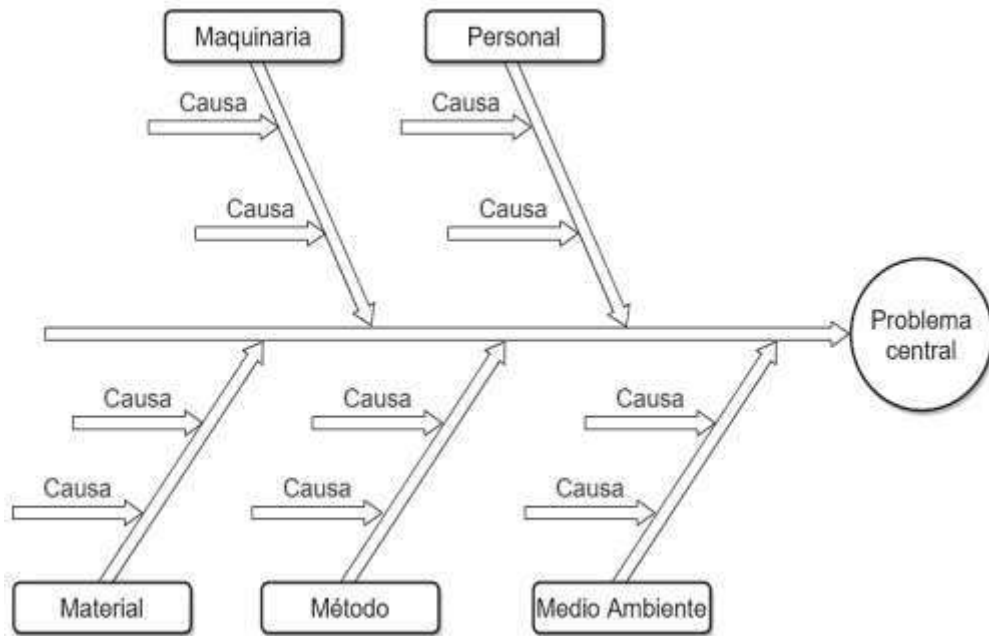 Maquinaria
Personal
Causa
Causa
Causa
Causa
Problema
central
Causa
Causa
Causa
Causa
Causa
Causa
Material
Método
Medio Ambiente